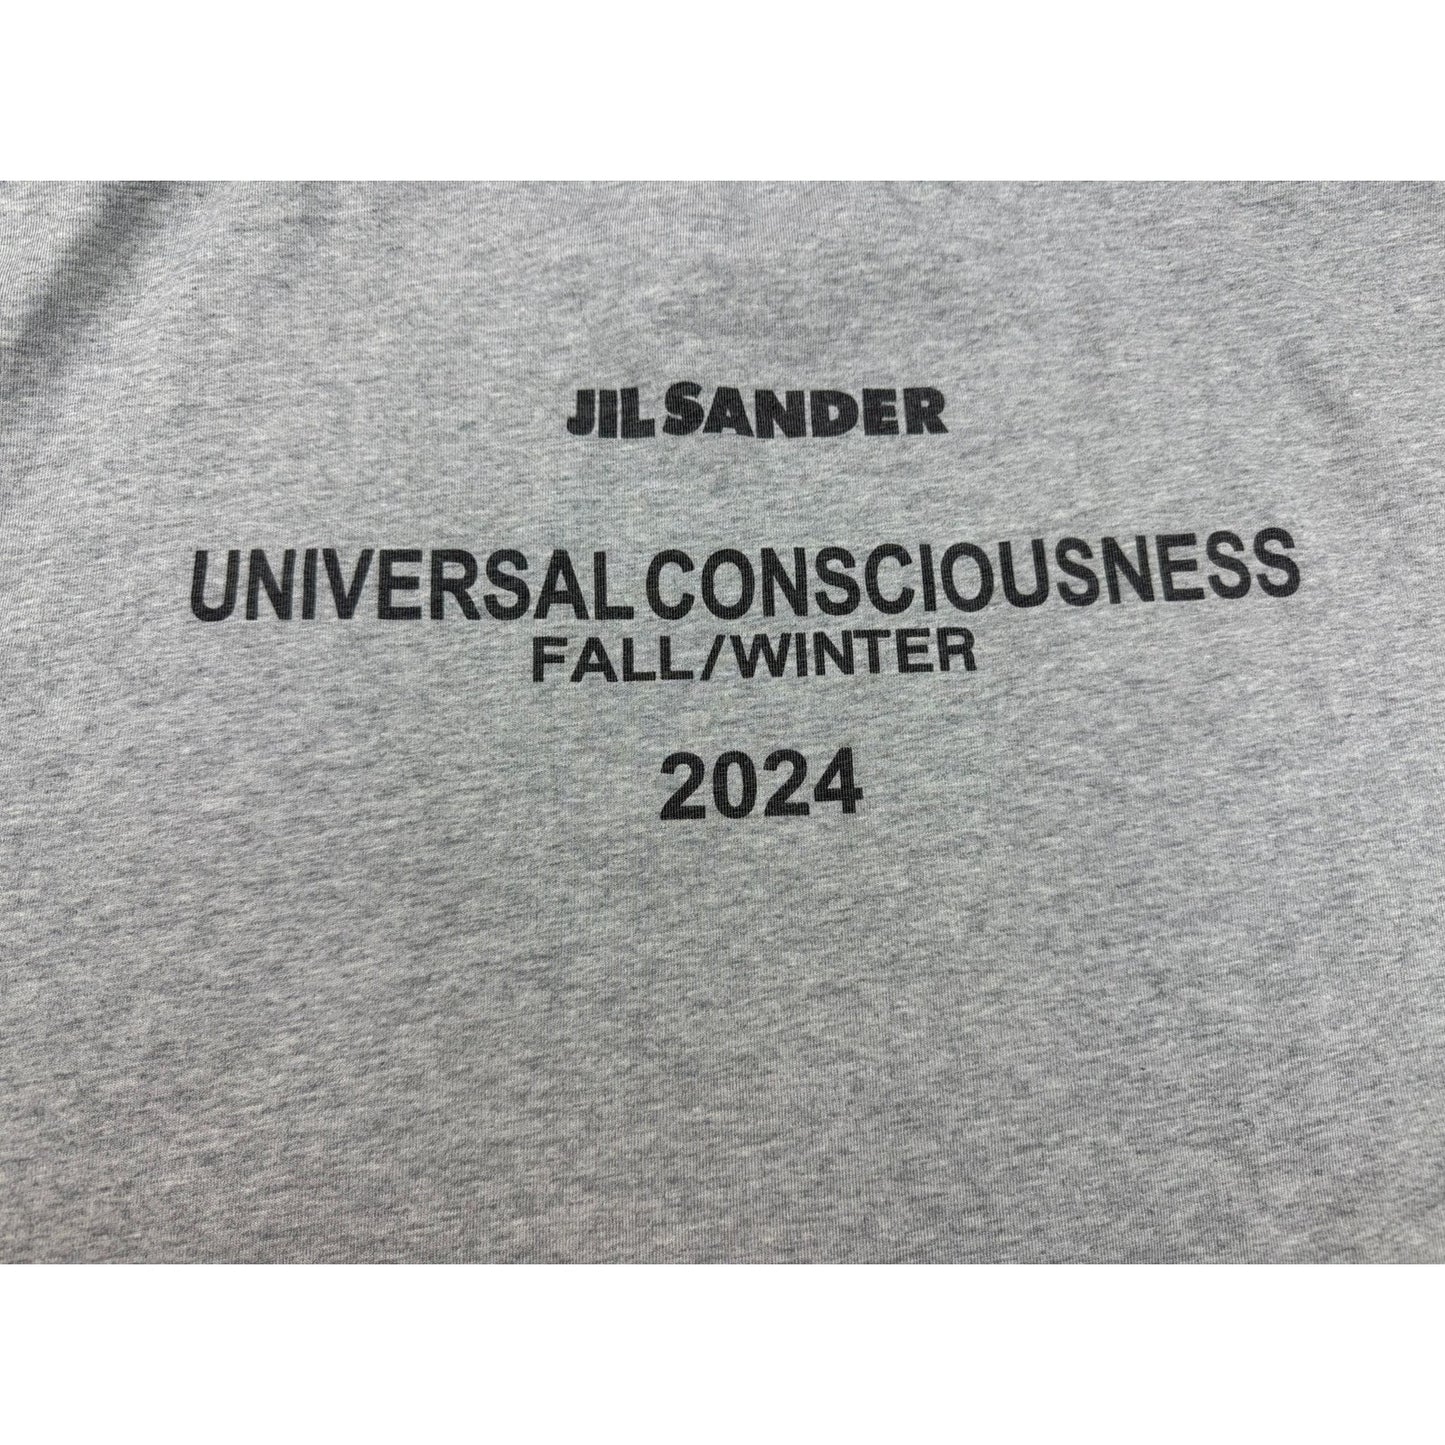 JIL SANDER
UNIVERSAL CONSCIOUSNESS
FALL/WINTER
2024